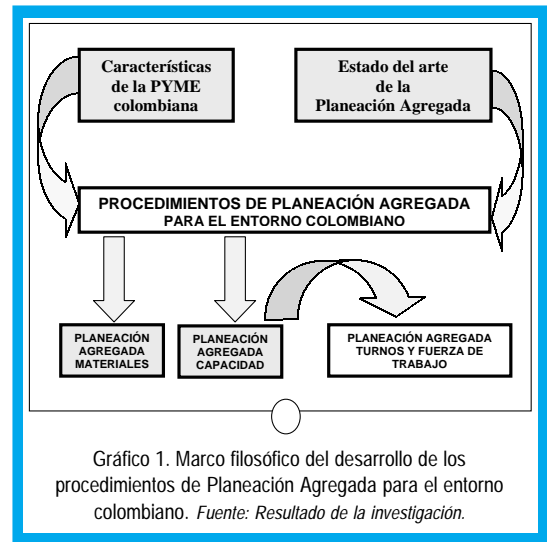 Características
de la PYME
colombiana
Estado del arte
de la
Planeación Agregada
PROCEDIMIENTOS DE PLANEACIÓN AGREGADA
PARA EL ENTORNO COLOMBIANO
PLANEACIÓN
AGREGADA
MATERIALES
PLANEACIÓN
AGREGADA
CAPACIDAD
PLANEACIÓN AGREGADA
TURNOS Y FUERZA DE
TRABAJO
Gráfico 1. Marco filosófico del desarrollo de los
procedimientos de Planeación Agregada para el entorno
colombiano. Fuente: Resultado de la investigación.